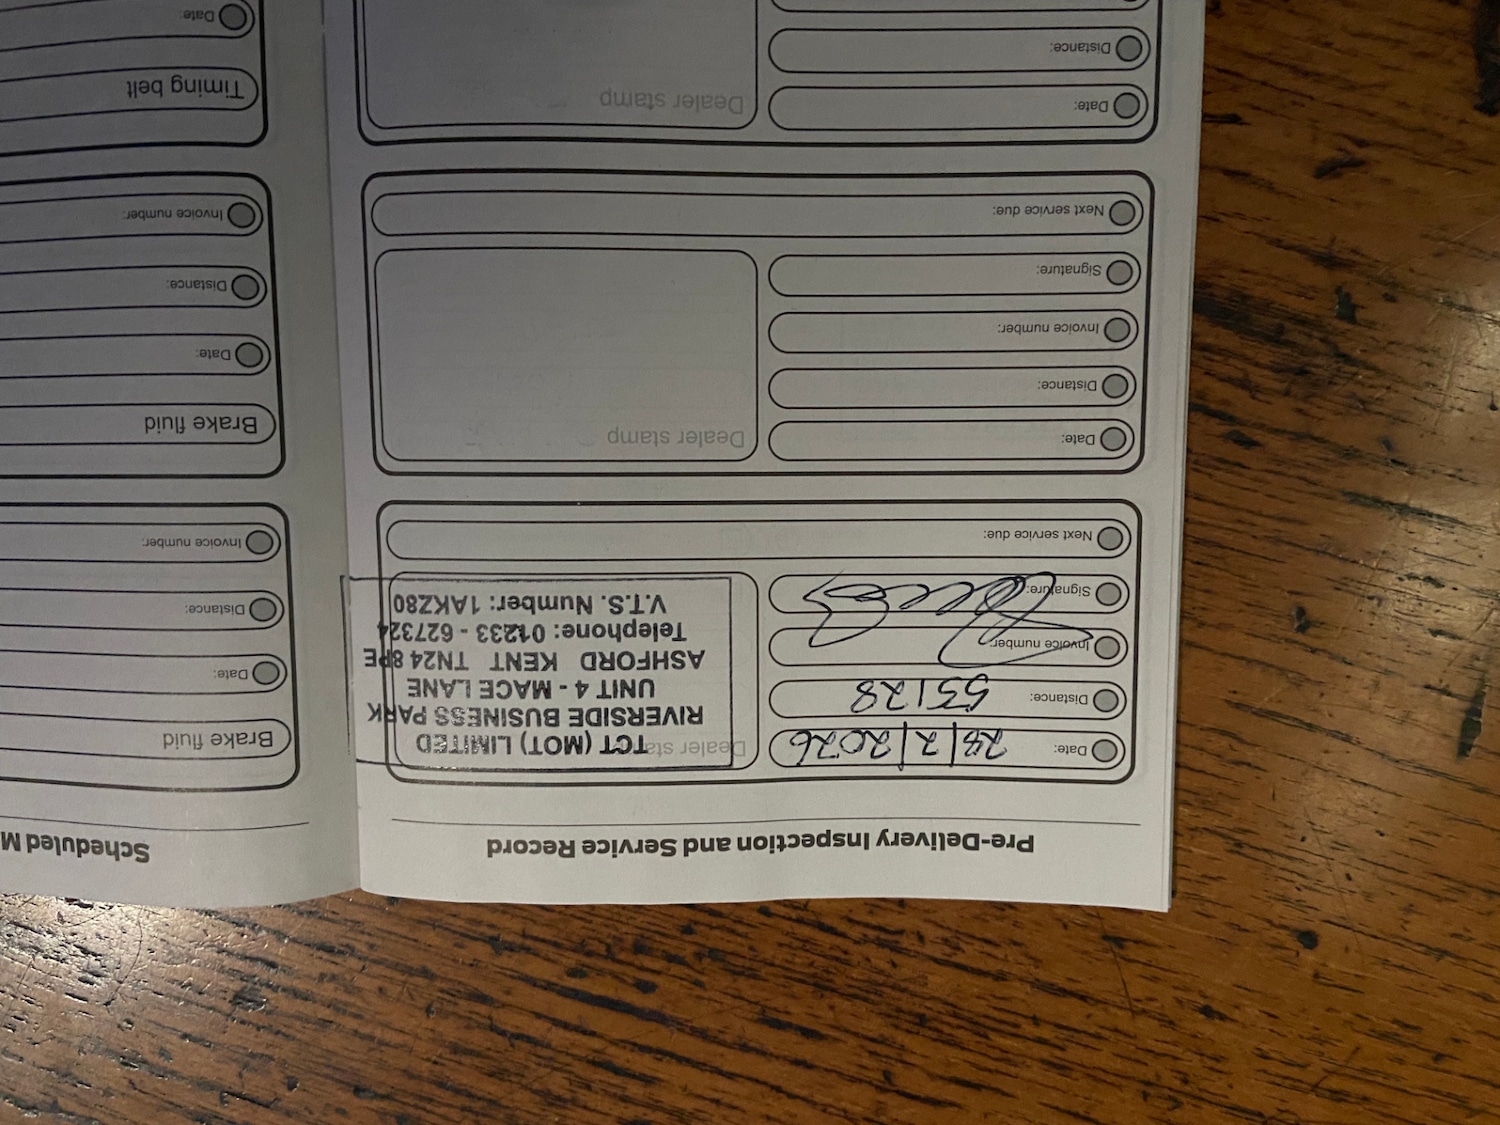 Pre-Delivery Inspection and Service Record
Date: 28/2/2026
Distance: 55128
Invoice number:
Signature:
Next service due:
Dealer sta
TCT (MOT) LIMITED
RIVERSIDE BUSINESS PARK
UNIT 4 - MACE LANE
ASHFORD KENT TN24 8PE
Telephone: 01233 - 627324
V.T.S. Number: 1AKZ80
Date:
Distance:
Invoice number:
Signature:
Next service due:
Dealer stamp
Date:
Distance:
Dealer stamp
Scheduled M
Brake fluid
Date:
Distance:
Invoice number:
Brake fluid
Date:
Distance:
Invoice number:
Timing belt
Date: